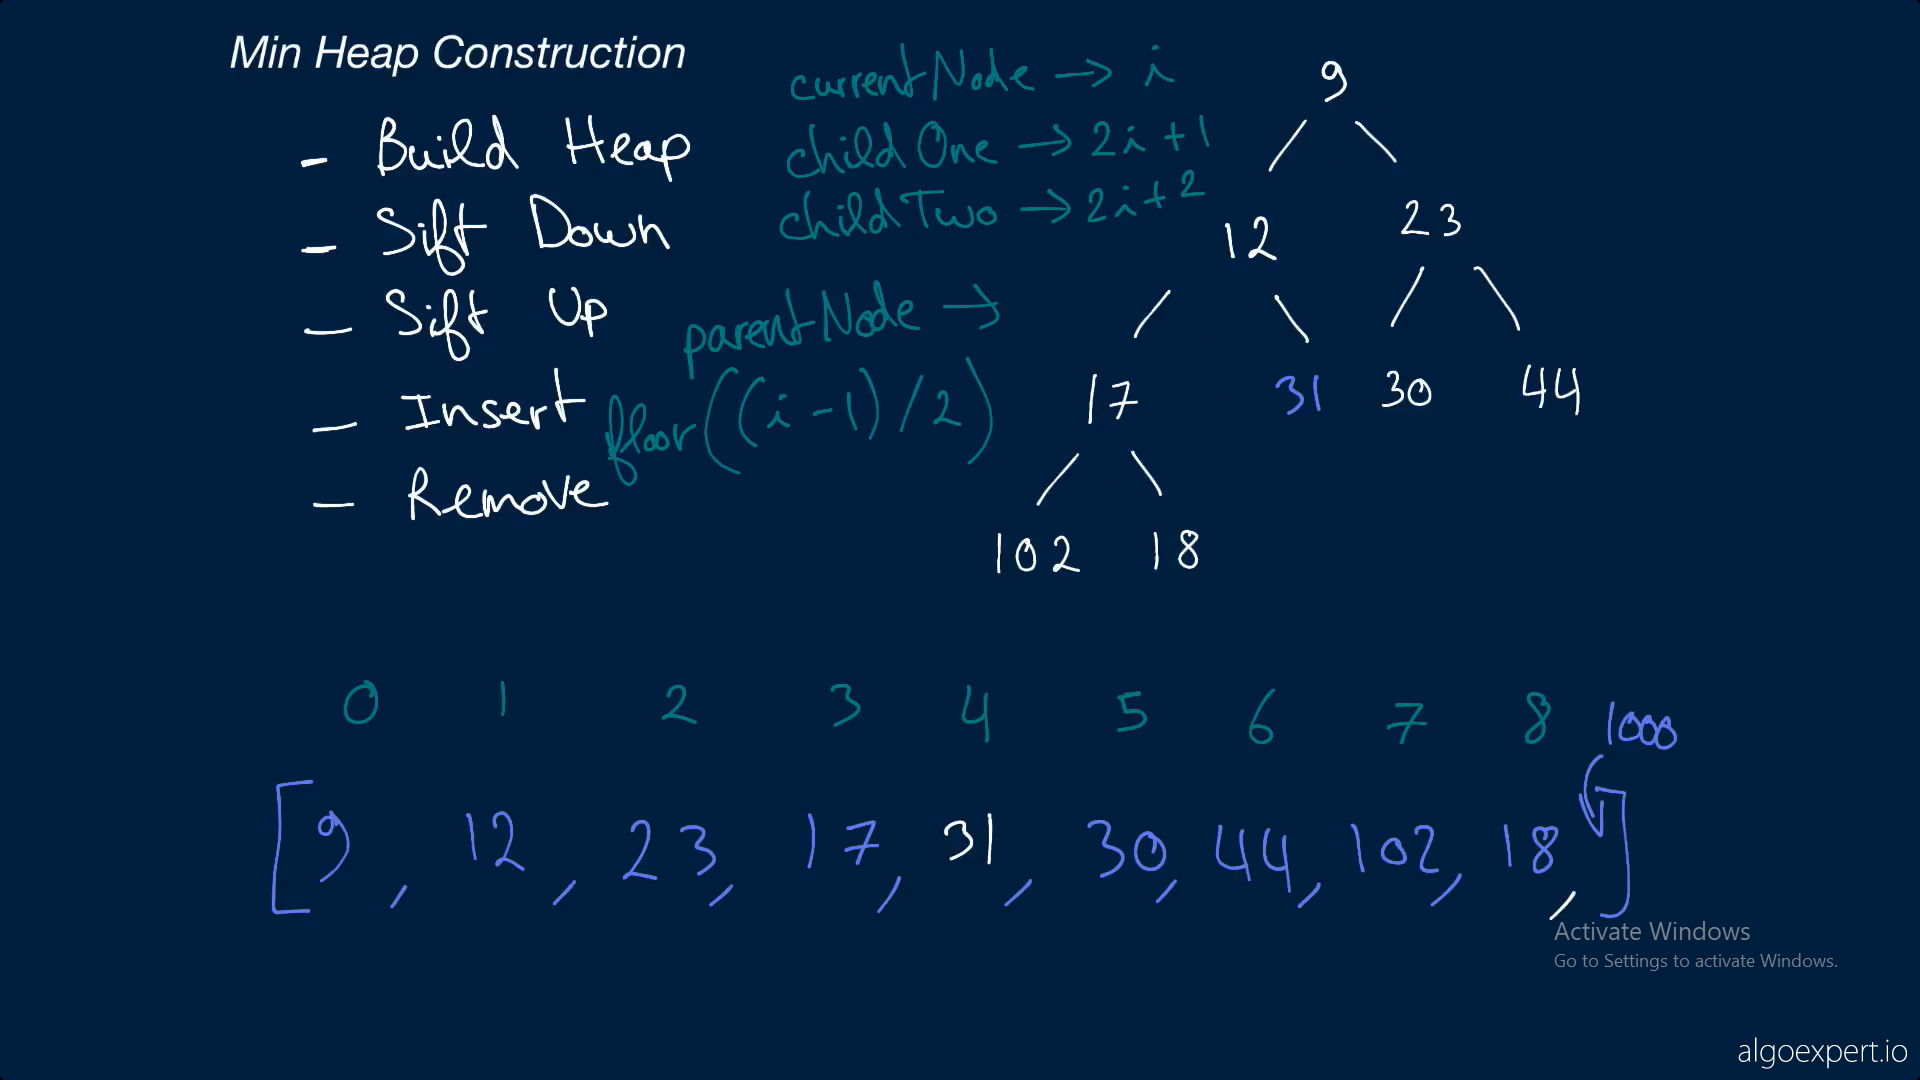 Min Heap Construction
- Build Heap
- Sift Down
- Sift Up
- Insert
- Remove
currentNode → i
childOne → 2i+1
childTwo → 2i+2
parentNode →
floor((i-1)/2)
9
12 23
17 31 30 44
102 18
0 1 2 3 4 5 6 7 8 1000
[9, 12, 23, 17, 31, 30, 44, 102, 18, ]
Activate Windows
Go to Settings to activate Windows.
algoexpert.io